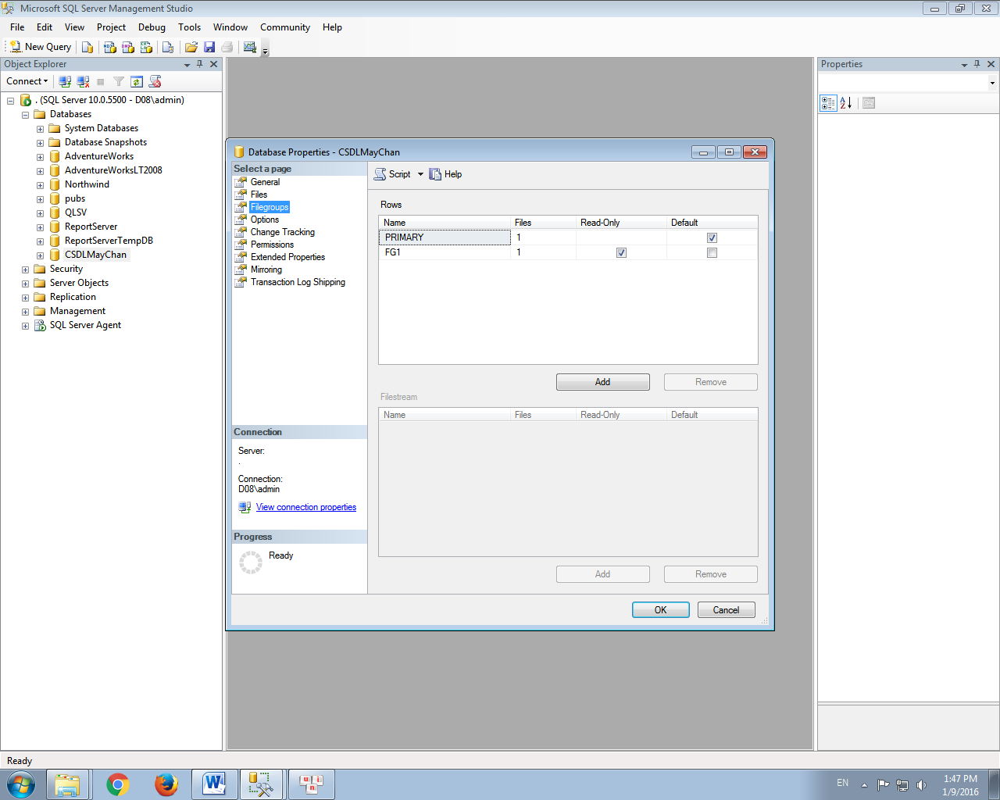 Microsoft SQL Server Management Studio
File Edit View Project Debug Tools Window Community Help
New Query
Object Explorer
Connect
. (SQL Server 10.0.5500 - D08\admin)
Databases
System Databases
Database Snapshots
AdventureWorks
AdventureWorksLT2008
Northwind
pubs
QLSV
ReportServer
ReportServerTempDB
CSDLMayChan
Security
Server Objects
Replication
Management
SQL Server Agent
Database Properties - CSDLMayChan
Select a page
General
Files
Filegroups
Options
Change Tracking
Permissions
Extended Properties
Mirroring
Transaction Log Shipping
Connection
Server:
.
Connection:
D08\admin
View connection properties
Progress
Ready
Script Help
Rows
Name Files Read-Only Default
PRIMARY 1
FG1 1
Add Remove
Filestream
Name Files Read-Only Default
Add Remove
OK Cancel
Properties
Ready
EN
1:47 PM
1/9/2016